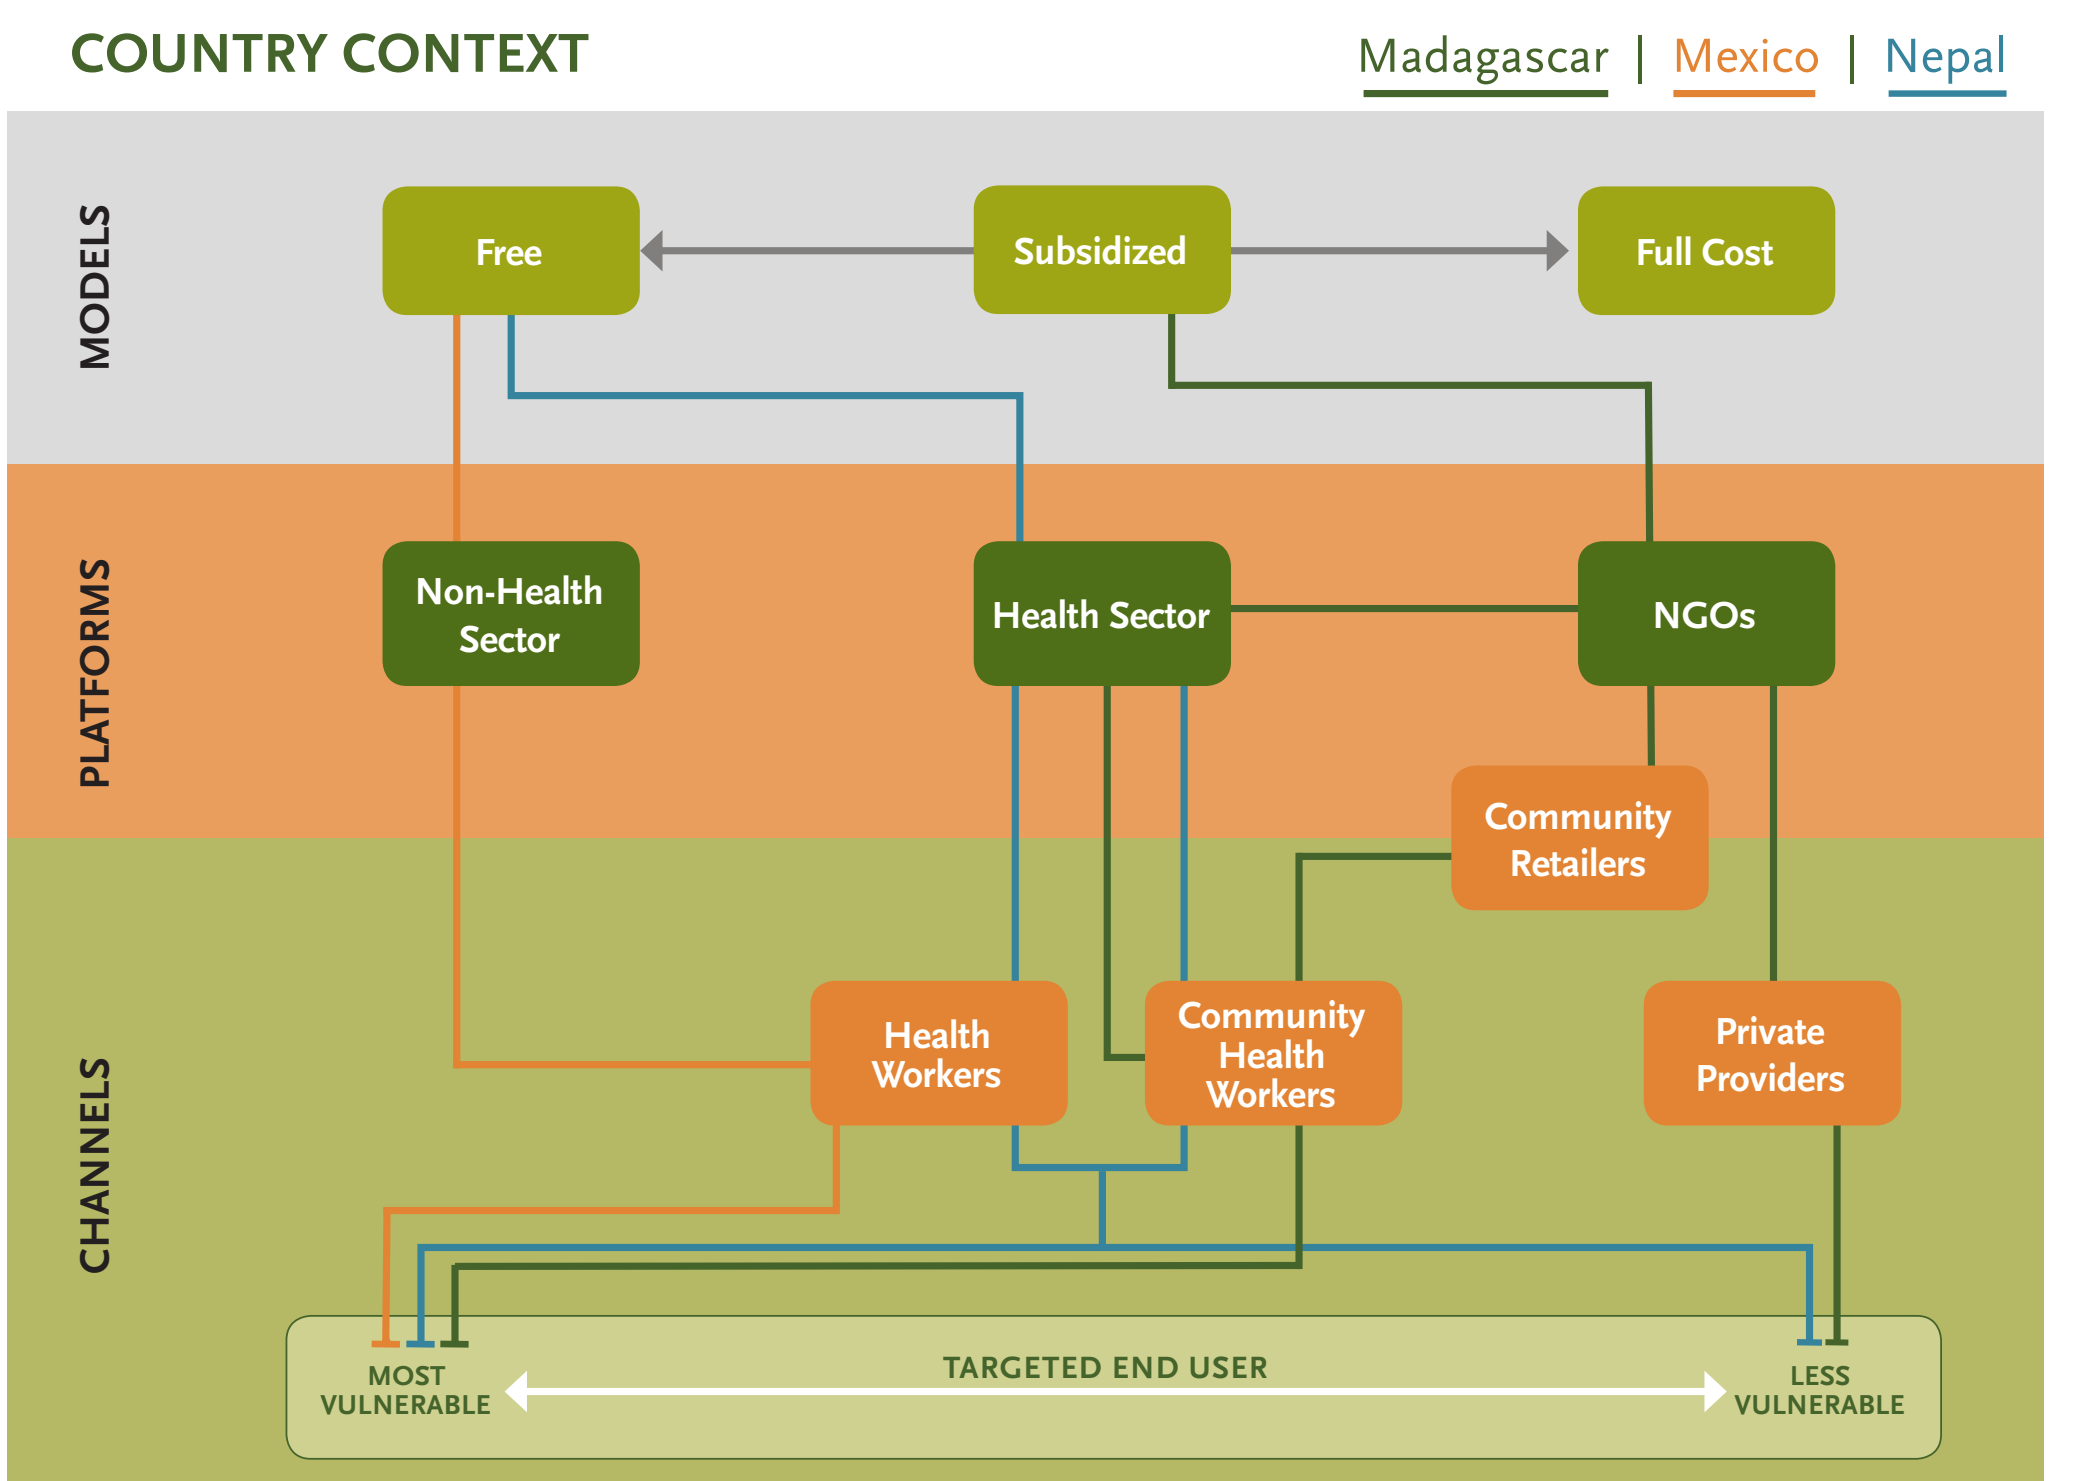 COUNTRY CONTEXT
Madagascar | Mexico | Nepal
MODELS
Free
Subsidized
Full Cost
PLATFORMS
Non-Health
Sector
Health Sector
NGOs
Community
Retailers
CHANNELS
Health
Workers
Community
Health
Workers
Private
Providers
TARGETED END USER
MOST
VULNERABLE
LESS
VULNERABLE